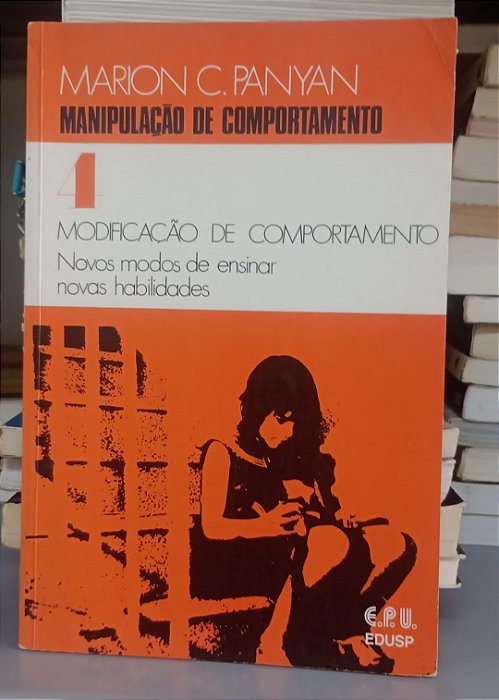 MARION C. PANYAN
MANIPULAÇÃO DE COMPORTAMENTO
4
MODIFICAÇÃO DE COMPORTAMENTO
Novos modos de ensinar
novas habilidades
E.P.U.
EDUSP